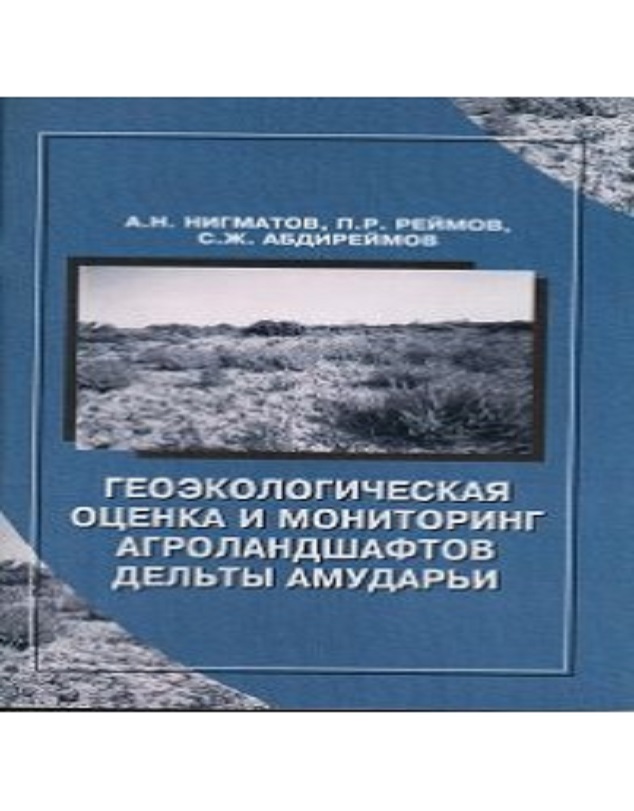 А.Н. НИГМАТОВ, П.Р. РЕЙМОВ,
С.Ж. АБДИРЕЙМОВ
ГЕОЭКОЛОГИЧЕСКАЯ
ОЦЕНКА И МОНИТОРИНГ
АГРОЛАНДШАФТОВ
ДЕЛЬТЫ АМУДАРЬИ